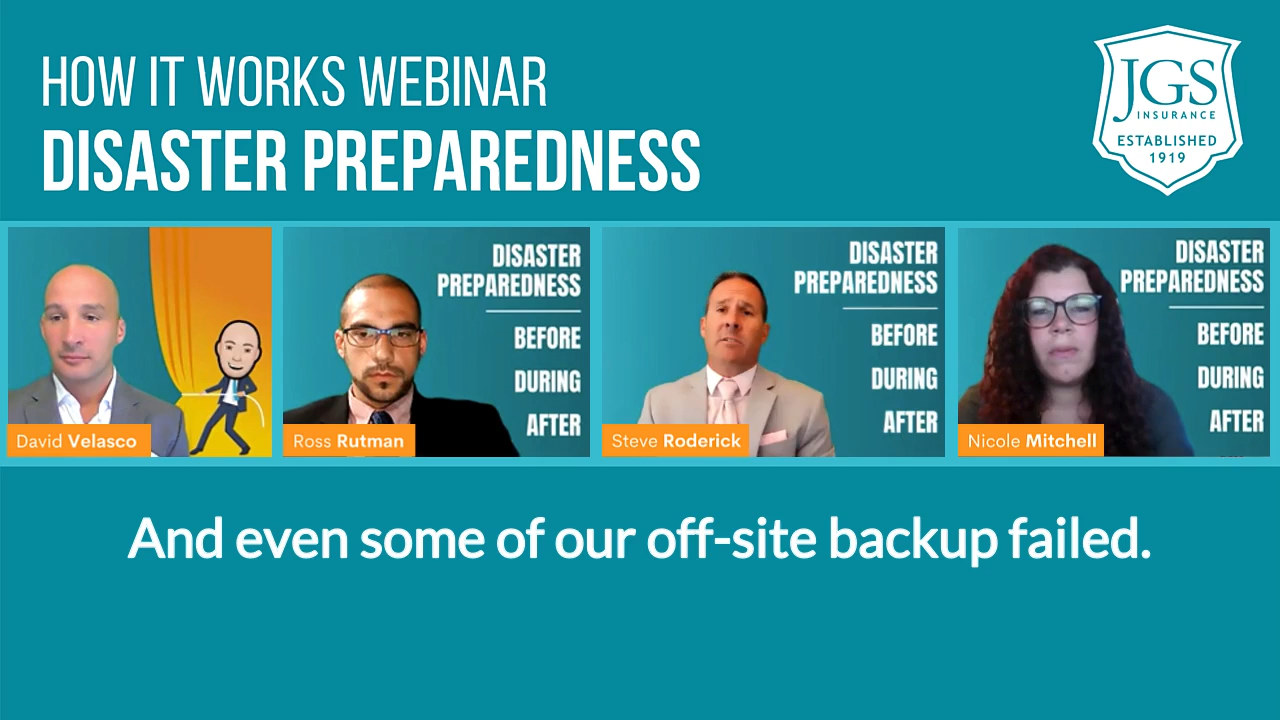 HOW IT WORKS WEBINAR
DISASTER PREPAREDNESS
JGS
INSURANCE
ESTABLISHED
1919
David Velasco
DISASTER
PREPAREDNESS
BEFORE
DURING
AFTER
Ross Rutman
DISASTER
PREPAREDNESS
BEFORE
DURING
AFTER
Steve Roderick
DISASTER
PREPAREDNESS
BEFORE
DURING
AFTER
Nicole Mitchell
And even some of our off-site backup failed.